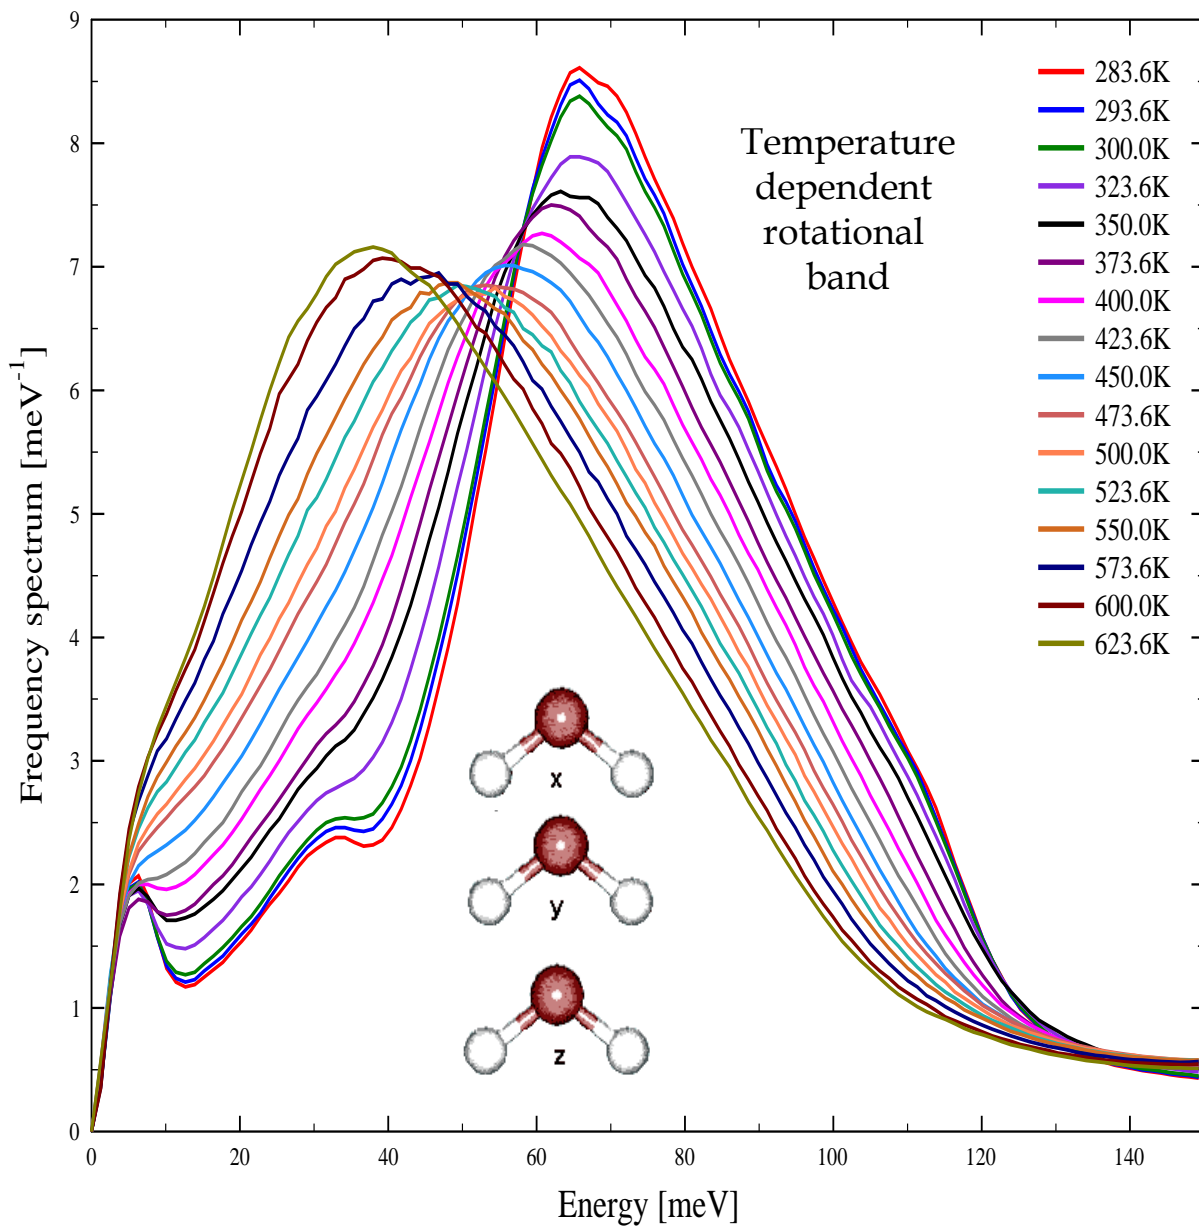 9
8
7
6
5
4
3
2
1
0
Frequency spectrum [meV⁻¹]
Temperature
dependent
rotational
band
283.6K
293.6K
300.0K
323.6K
350.0K
373.6K
400.0K
423.6K
450.0K
473.6K
500.0K
523.6K
550.0K
573.6K
600.0K
623.6K
x
y
z
0 20 40 60 80 100 120 140
Energy [meV]